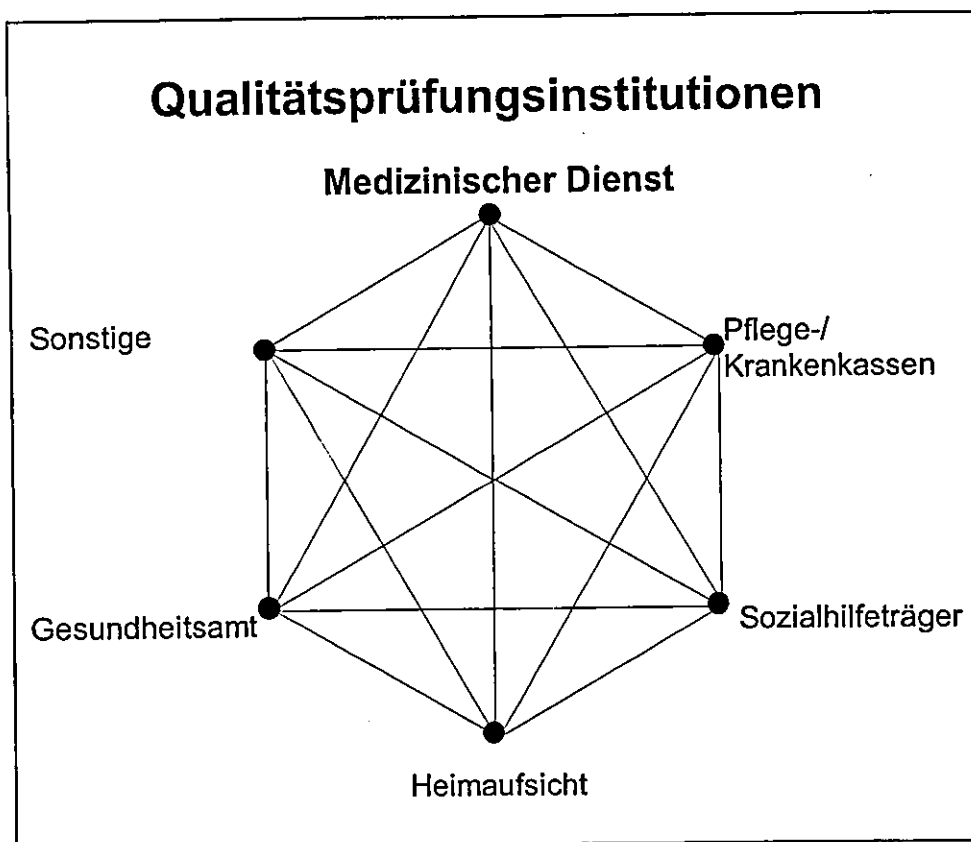 Qualitätsprüfungsinstitutionen
Medizinischer Dienst
Sonstige
Pflege-/
Krankenkassen
Gesundheitsamt
Sozialhilfeträger
Heimaufsicht